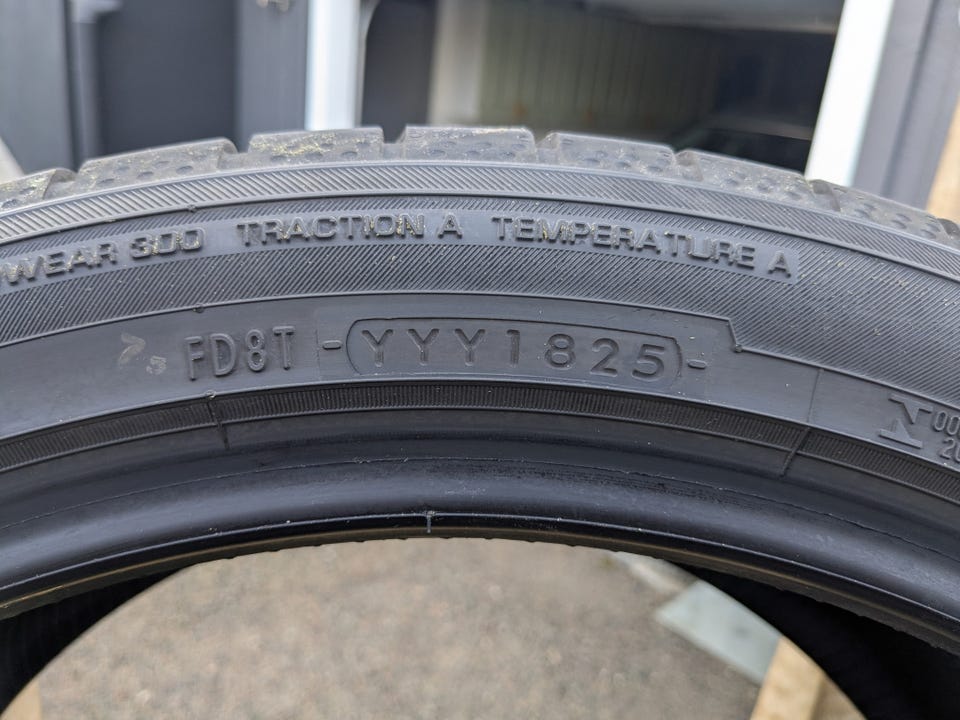 WEAR 300 TRACTION A TEMPERATURE A
FD8T -YYY1825-